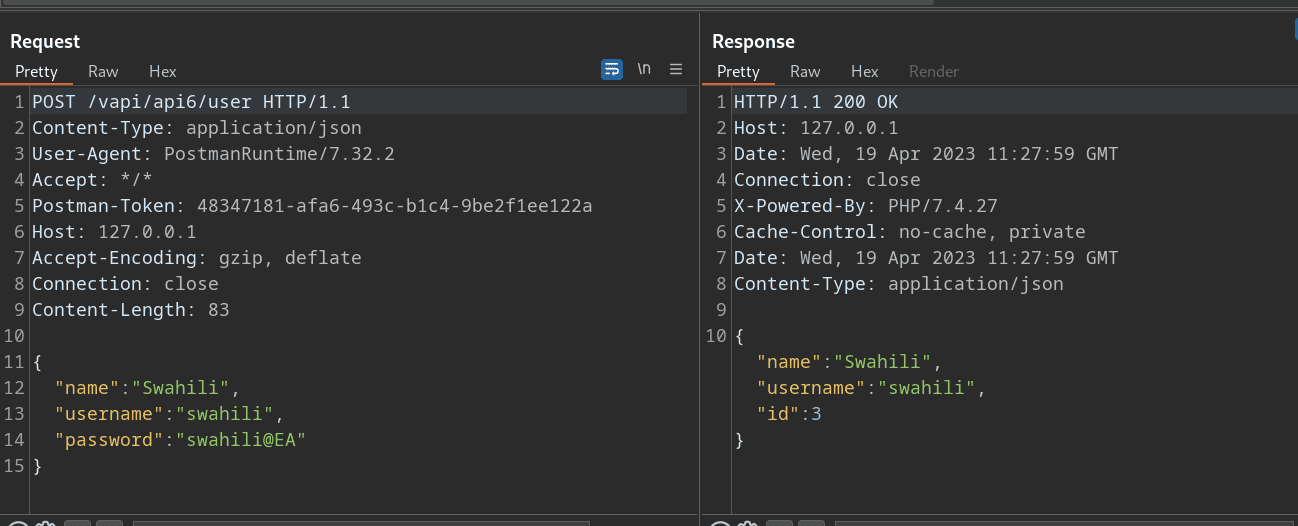 Request
Pretty Raw Hex \n
1 POST /vapi/api6/user HTTP/1.1
2 Content-Type: application/json
3 User-Agent: PostmanRuntime/7.32.2
4 Accept: */*
5 Postman-Token: 48347181-afa6-493c-b1c4-9be2f1ee122a
6 Host: 127.0.0.1
7 Accept-Encoding: gzip, deflate
8 Connection: close
9 Content-Length: 83
10
11 {
12 "name":"Swahili",
13 "username":"swahili",
14 "password":"swahili@EA"
15 }
Response
Pretty Raw Hex Render
1 HTTP/1.1 200 OK
2 Host: 127.0.0.1
3 Date: Wed, 19 Apr 2023 11:27:59 GMT
4 Connection: close
5 X-Powered-By: PHP/7.4.27
6 Cache-Control: no-cache, private
7 Date: Wed, 19 Apr 2023 11:27:59 GMT
8 Content-Type: application/json
9
10 {
"name":"Swahili",
"username":"swahili",
"id":3
}